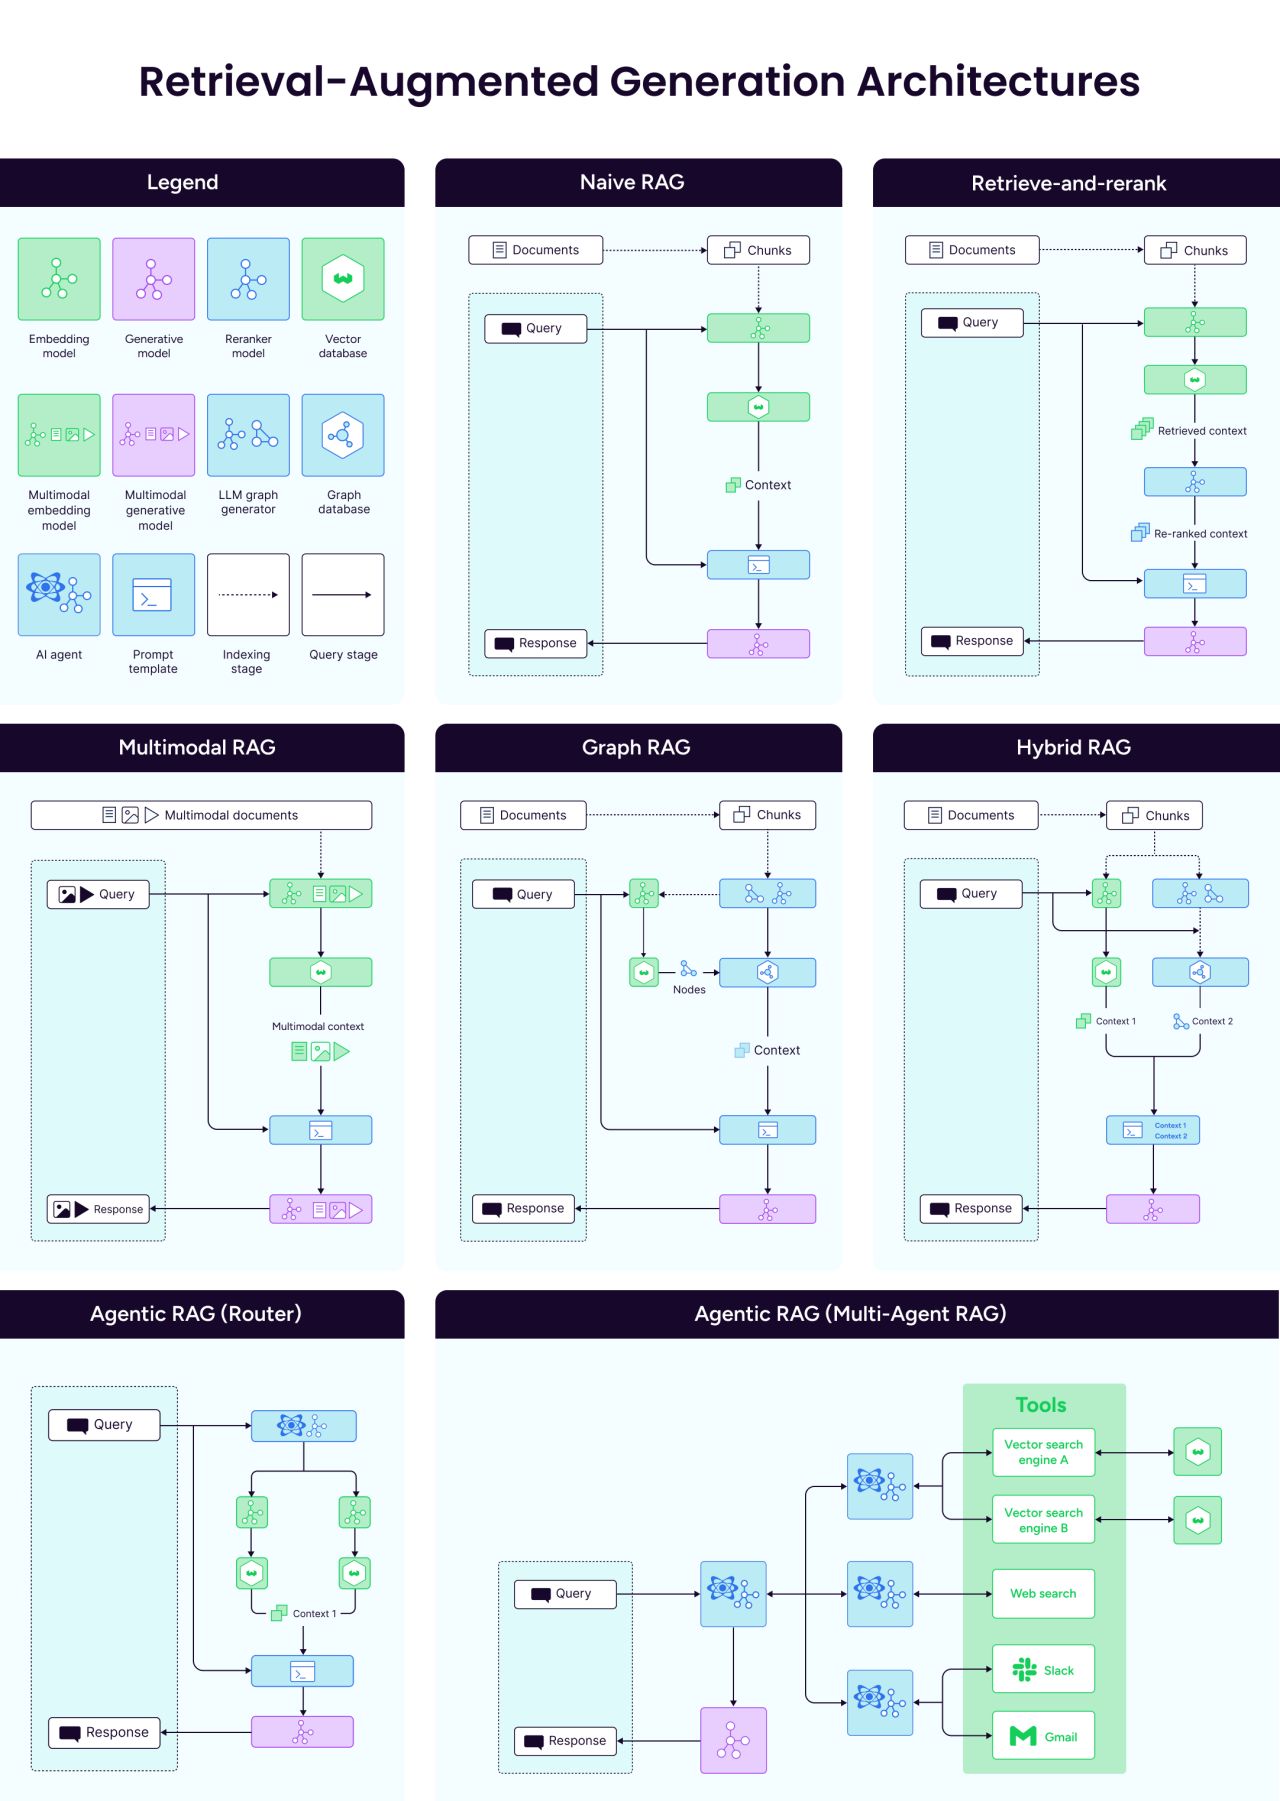 Retrieval-Augmented Generation Architectures
Legend
Embedding
model
Generative
model
Reranker
model
Vector
database
Multimodal
embedding
model
Multimodal
generative
model
LLM graph
generator
Graph
database
AI agent
Prompt
template
Indexing
stage
Query stage
Naive RAG
Documents
Chunks
Query
Context
Response
Retrieve-and-rerank
Documents
Chunks
Query
Retrieved context
Re-ranked context
Response
Multimodal RAG
Multimodal documents
Query
Multimodal context
Response
Graph RAG
Documents
Chunks
Query
Nodes
Context
Response
Hybrid RAG
Documents
Chunks
Query
Context 1
Context 2
Context 1
Context 2
Response
Agentic RAG (Router)
Query
Context 1
Response
Agentic RAG (Multi-Agent RAG)
Tools
Vector search
engine A
Vector search
engine B
Query
Web search
Slack
Response
Gmail